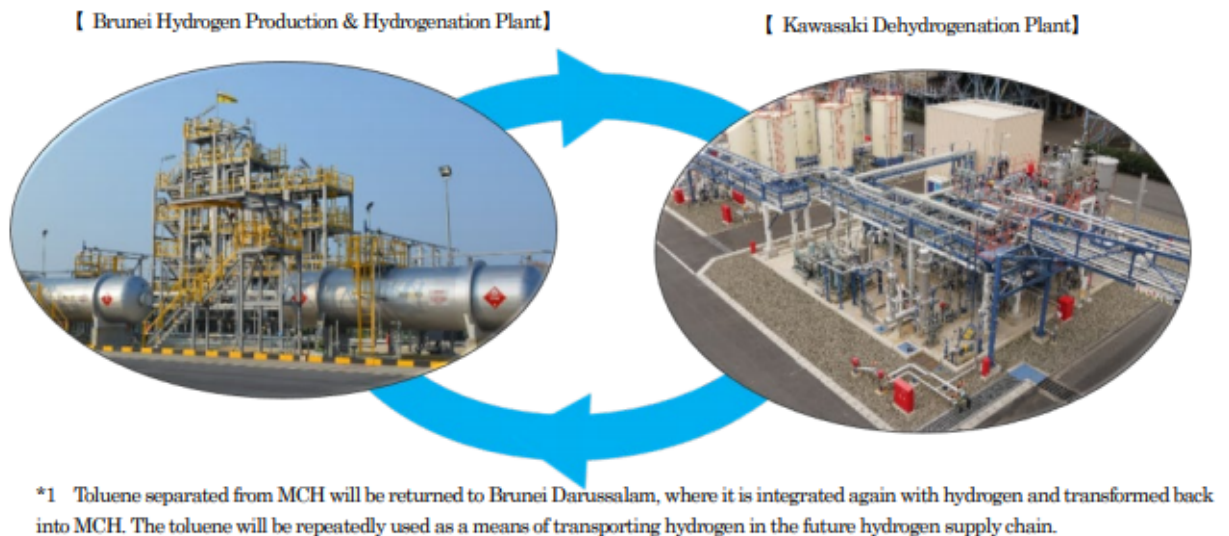 【 Brunei Hydrogen Production & Hydrogenation Plant】
【 Kawasaki Dehydrogenation Plant】
*1 Toluene separated from MCH will be returned to Brunei Darussalam, where it is integrated again with hydrogen and transformed back
into MCH. The toluene will be repeatedly used as a means of transporting hydrogen in the future hydrogen supply chain.